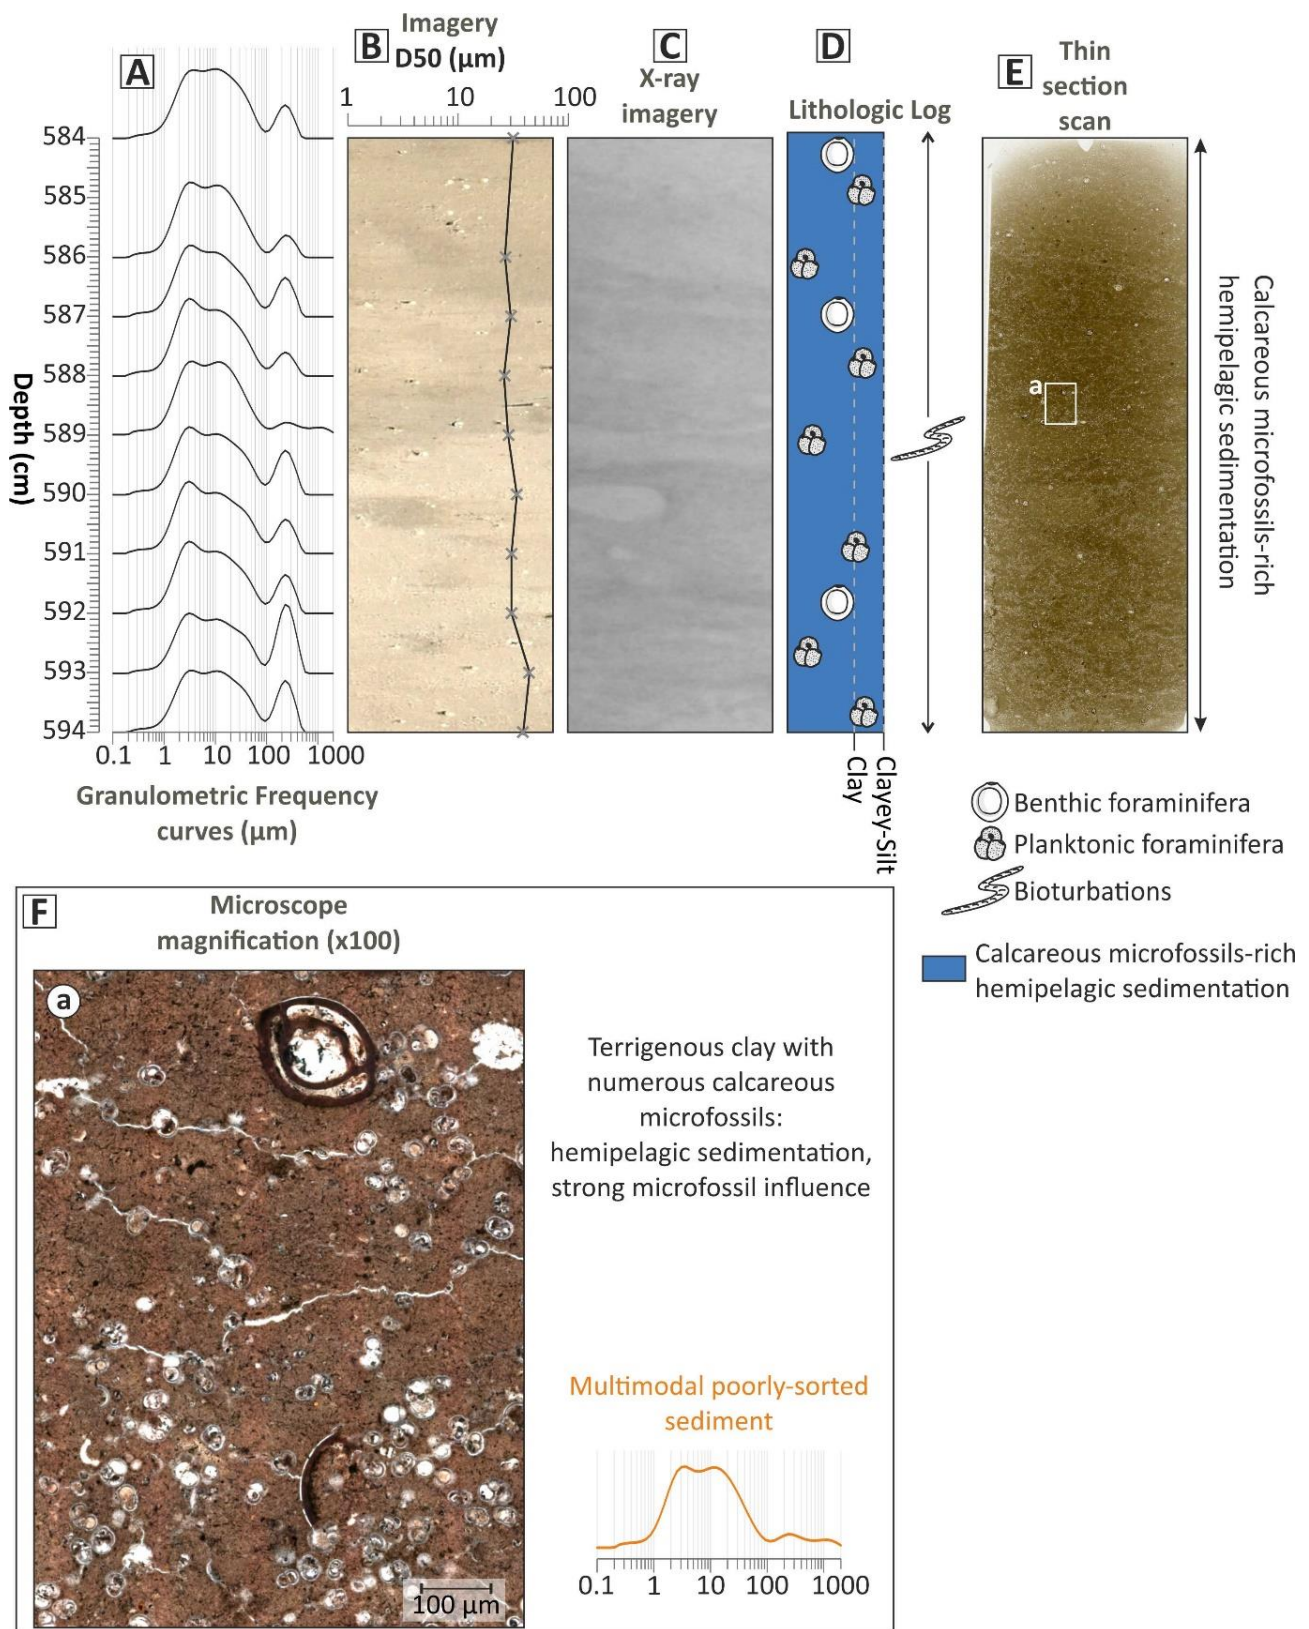 A
B
Imagery
D50 (µm)
1
10
100
C
X-ray
imagery
D
Lithologic Log
E
Thin
section
scan
584
585
586
587
588
589
590
591
592
593
594
Depth (cm)
0.1
1
10
100
1000
Granulometric Frequency
curves (µm)
Clay
Clayey-Silt
a
Calcareous microfossils-rich
hemipelagic sedimentation
Benthic foraminifera
Planktonic foraminifera
Bioturbations
Calcareous microfossils-rich
hemipelagic sedimentation
F
Microscope
magnification (x100)
a
100 µm
Terrigenous clay with
numerous calcareous
microfossils:
hemipelagic sedimentation,
strong microfossil influence
Multimodal poorly-sorted
sediment
0.1
1
10
100
1000